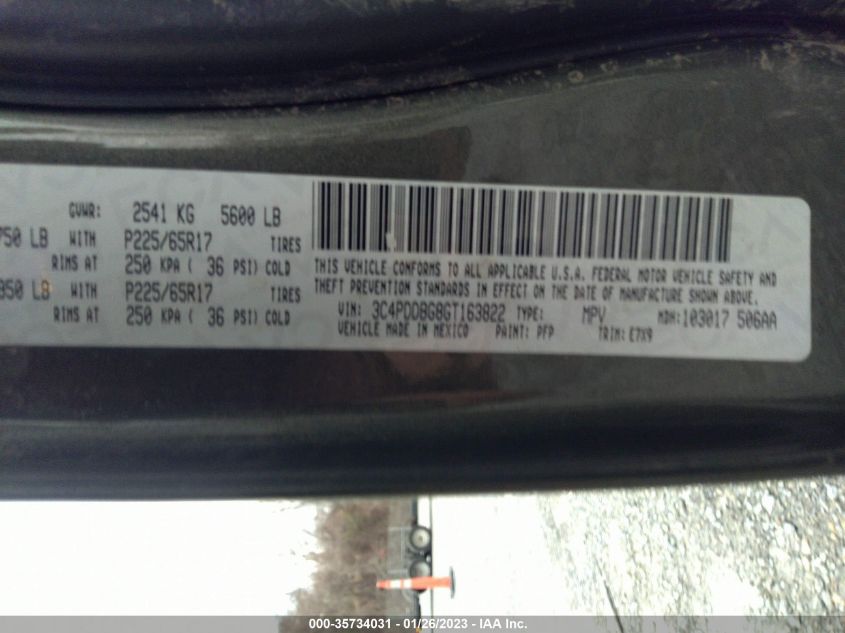 GVWR: 2541 KG 5600 LB
750 LB WITH P225/65R17 TIRES
RIMS AT 250 KPA ( 36 PSI) COLD
850 LB WITH P225/65R17 TIRES
RIMS AT 250 KPA ( 36 PSI) COLD
THIS VEHICLE CONFORMS TO ALL APPLICABLE U.S.A. FEDERAL MOTOR VEHICLE SAFETY AND
THEFT PREVENTION STANDARDS IN EFFECT ON THE DATE OF MANUFACTURE SHOWN ABOVE.
VIN: 3C4PDDBG8GT163822 TYPE: MPV MDH:103017 506AA
VEHICLE MADE IN MEXICO PAINT: PFP TRIM: E7X9
000-35734031 - 01/26/2023 - IAA Inc.